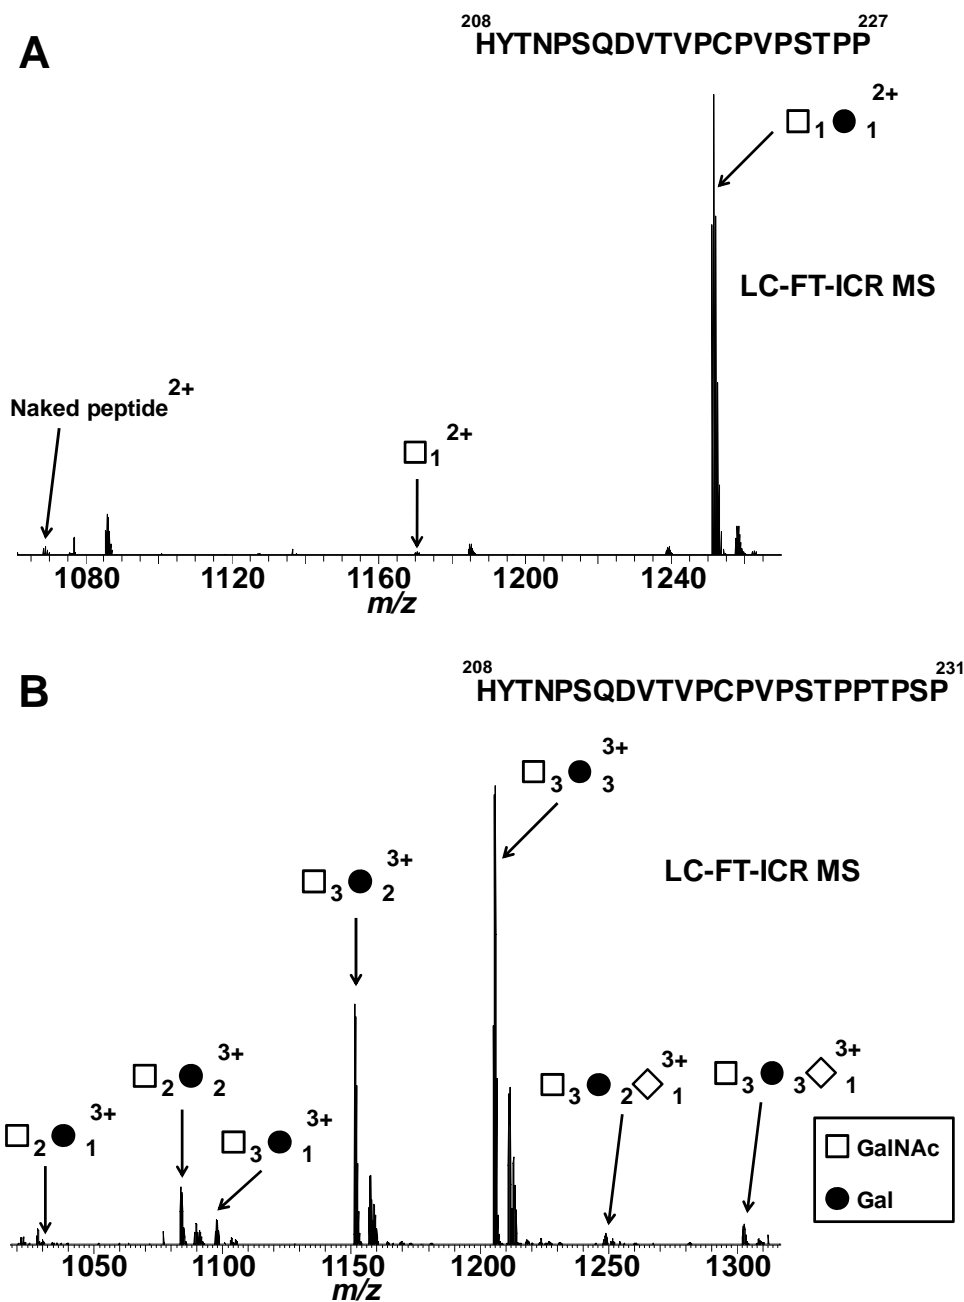 A
208 227
HYTNPSQDVTVPCPVPSTPP
□1●1 2+
LC-FT-ICR MS
Naked peptide2+
□1 2+
1080 1120 1160 1200 1240
m/z
B
208 231
HYTNPSQDVTVPCPVPSTPPTPSP
□3●3 3+
LC-FT-ICR MS
□3●2 3+
□2●2 3+
□3●2◇1 3+
□3●3◇1 3+
□2●1 3+
□3●1 3+
□ GalNAc
● Gal
1050 1100 1150 1200 1250 1300
m/z